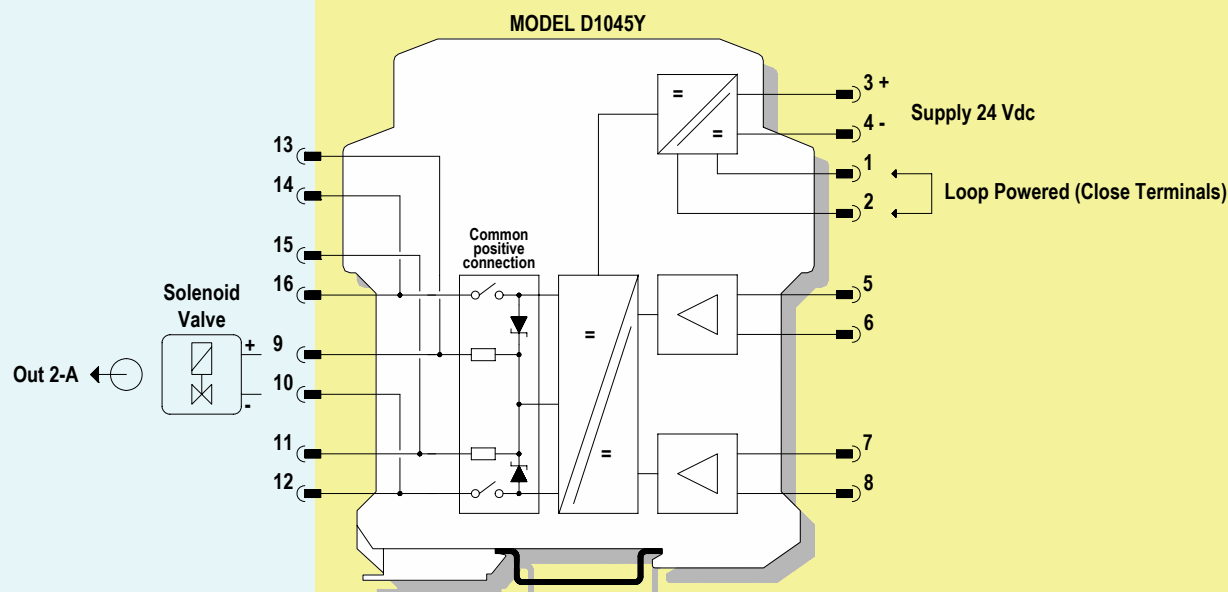 MODEL D1045Y
3 +
Supply 24 Vdc
4 -
13
1
14
Loop Powered (Close Terminals)
2
Common
positive
connection
15
16
5
Solenoid
Valve
=
=
=
=
6
+
9
Out 2-A
10
-
11
7
12
8